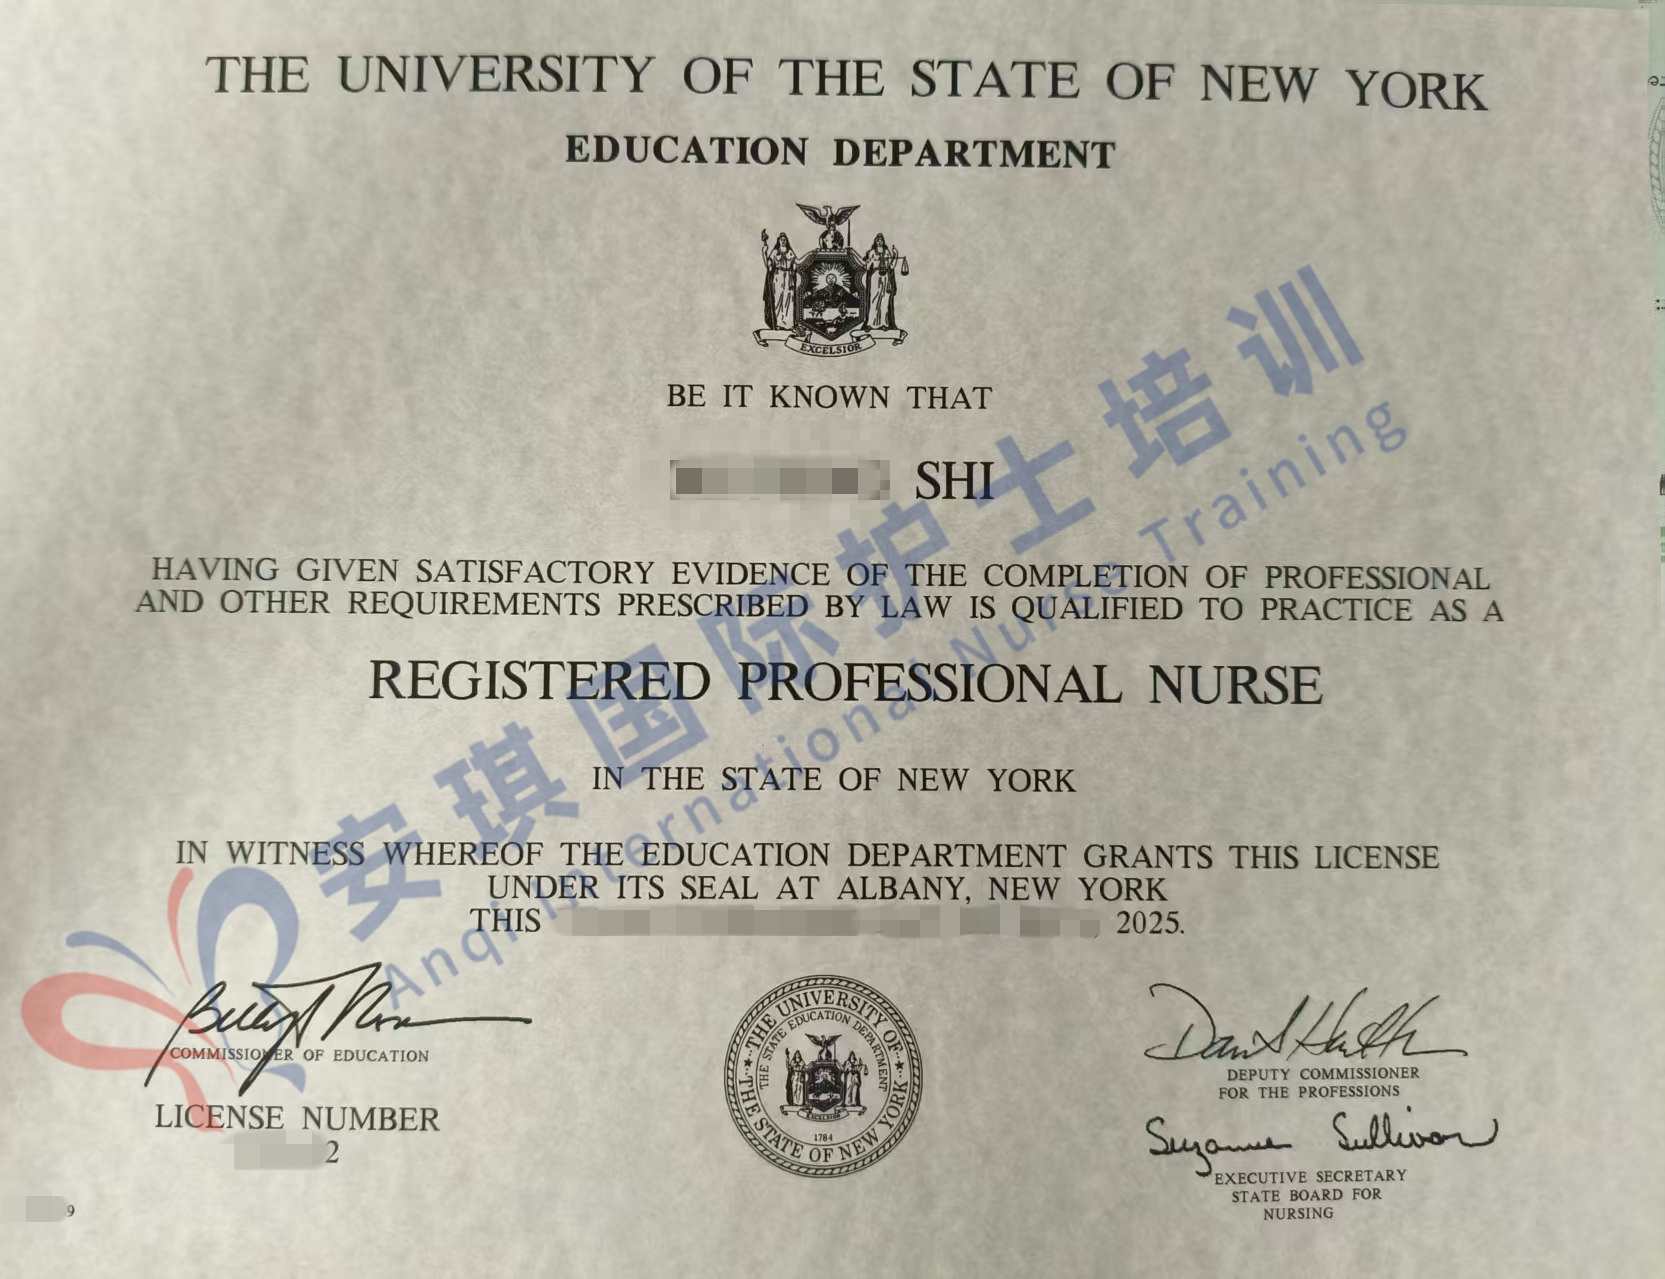 THE UNIVERSITY OF THE STATE OF NEW YORK
EDUCATION DEPARTMENT
EXCELSIOR
BE IT KNOWN THAT
SHI
HAVING GIVEN SATISFACTORY EVIDENCE OF THE COMPLETION OF PROFESSIONAL
AND OTHER REQUIREMENTS PRESCRIBED BY LAW IS QUALIFIED TO PRACTICE AS A
REGISTERED PROFESSIONAL NURSE
IN THE STATE OF NEW YORK
IN WITNESS WHEREOF THE EDUCATION DEPARTMENT GRANTS THIS LICENSE
UNDER ITS SEAL AT ALBANY, NEW YORK
THIS 2025.
COMMISSIONER OF EDUCATION
LICENSE NUMBER
2
9
THE UNIVERSITY OF THE STATE OF NEW YORK
THE STATE EDUCATION DEPARTMENT
EXCELSIOR
1784
DEPUTY COMMISSIONER
FOR THE PROFESSIONS
Suzanne Sullivan
EXECUTIVE SECRETARY
STATE BOARD FOR
NURSING
安琪国际护士培训
Anqi International Nurse Training